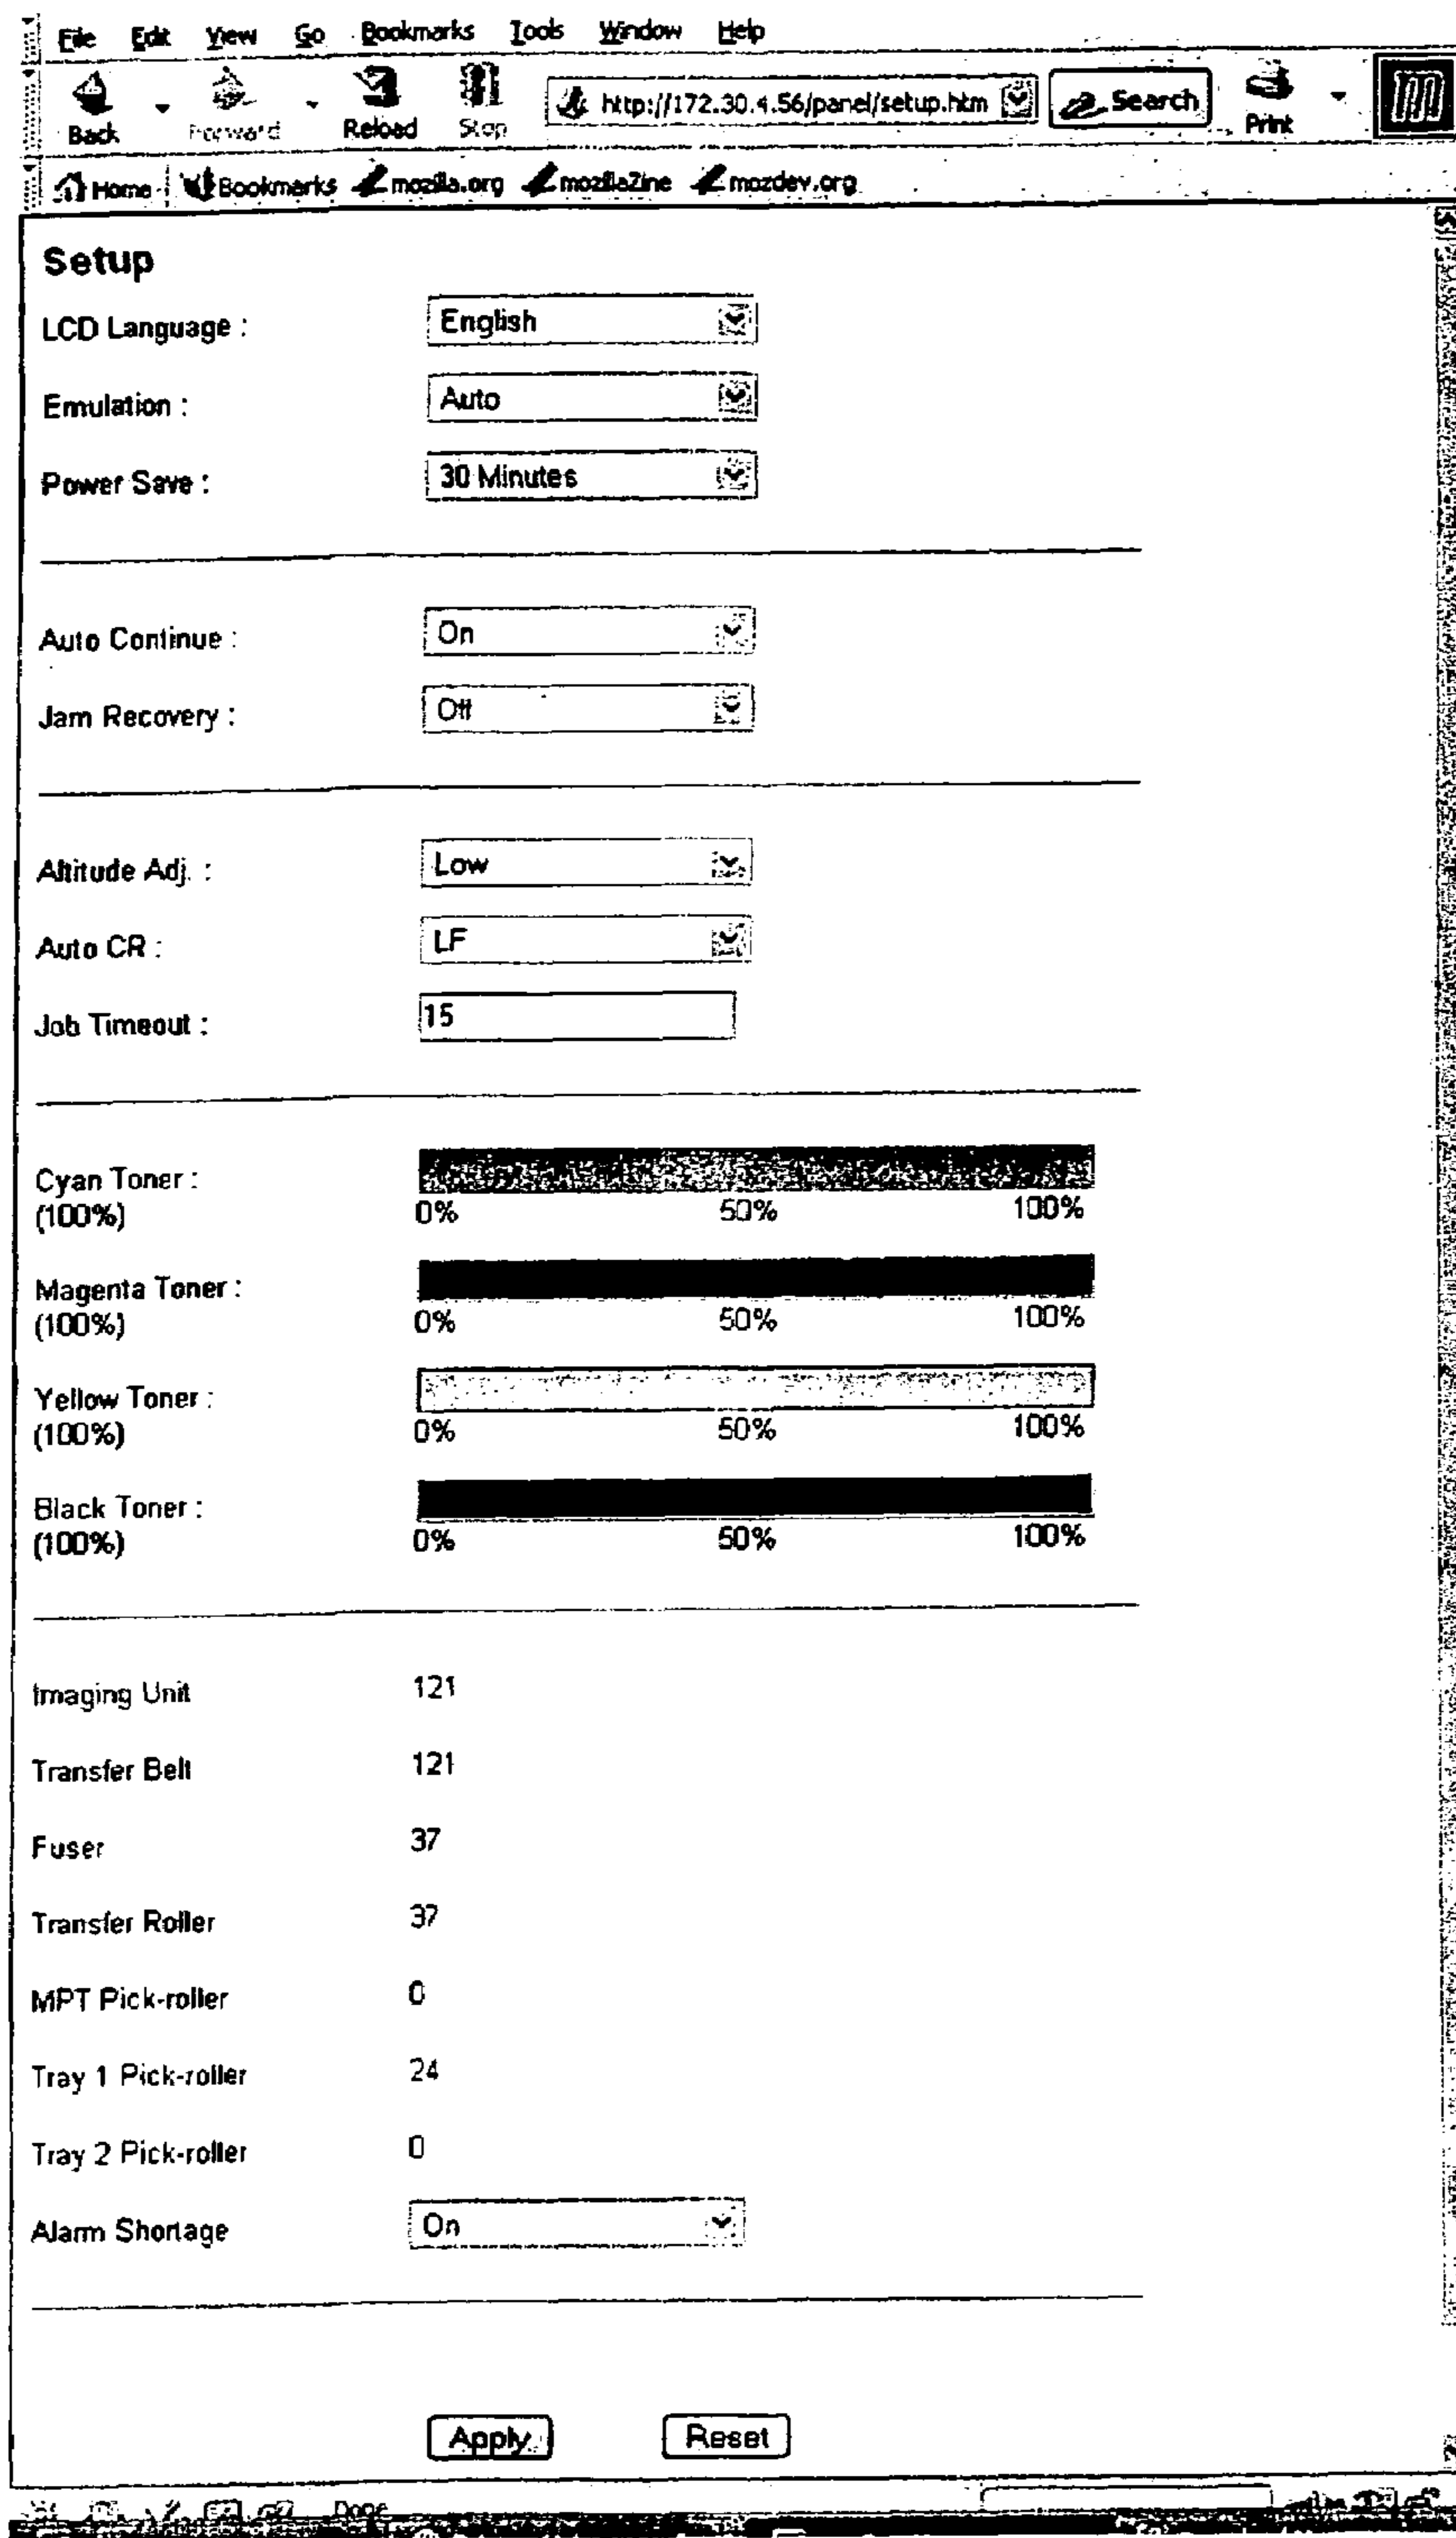 File Edit View Go Bookmarks Tools Window Help
Back Forward Reload Stop http://172.30.4.56/panel/setup.htm Search Print
Home Bookmarks mozilla.org mozillaZine mozdev.org
Setup
LCD Language : English
Emulation : Auto
Power Save : 30 Minutes
Auto Continue : On
Jam Recovery : Off
Altitude Adj. : Low
Auto CR : LF
Job Timeout : 15
Cyan Toner :
(100%) 0% 50% 100%
Magenta Toner :
(100%) 0% 50% 100%
Yellow Toner :
(100%) 0% 50% 100%
Black Toner :
(100%) 0% 50% 100%
Imaging Unit 121
Transfer Belt 121
Fuser 37
Transfer Roller 37
MPT Pick-roller 0
Tray 1 Pick-roller 24
Tray 2 Pick-roller 0
Alarm Shortage On
Apply Reset
Done